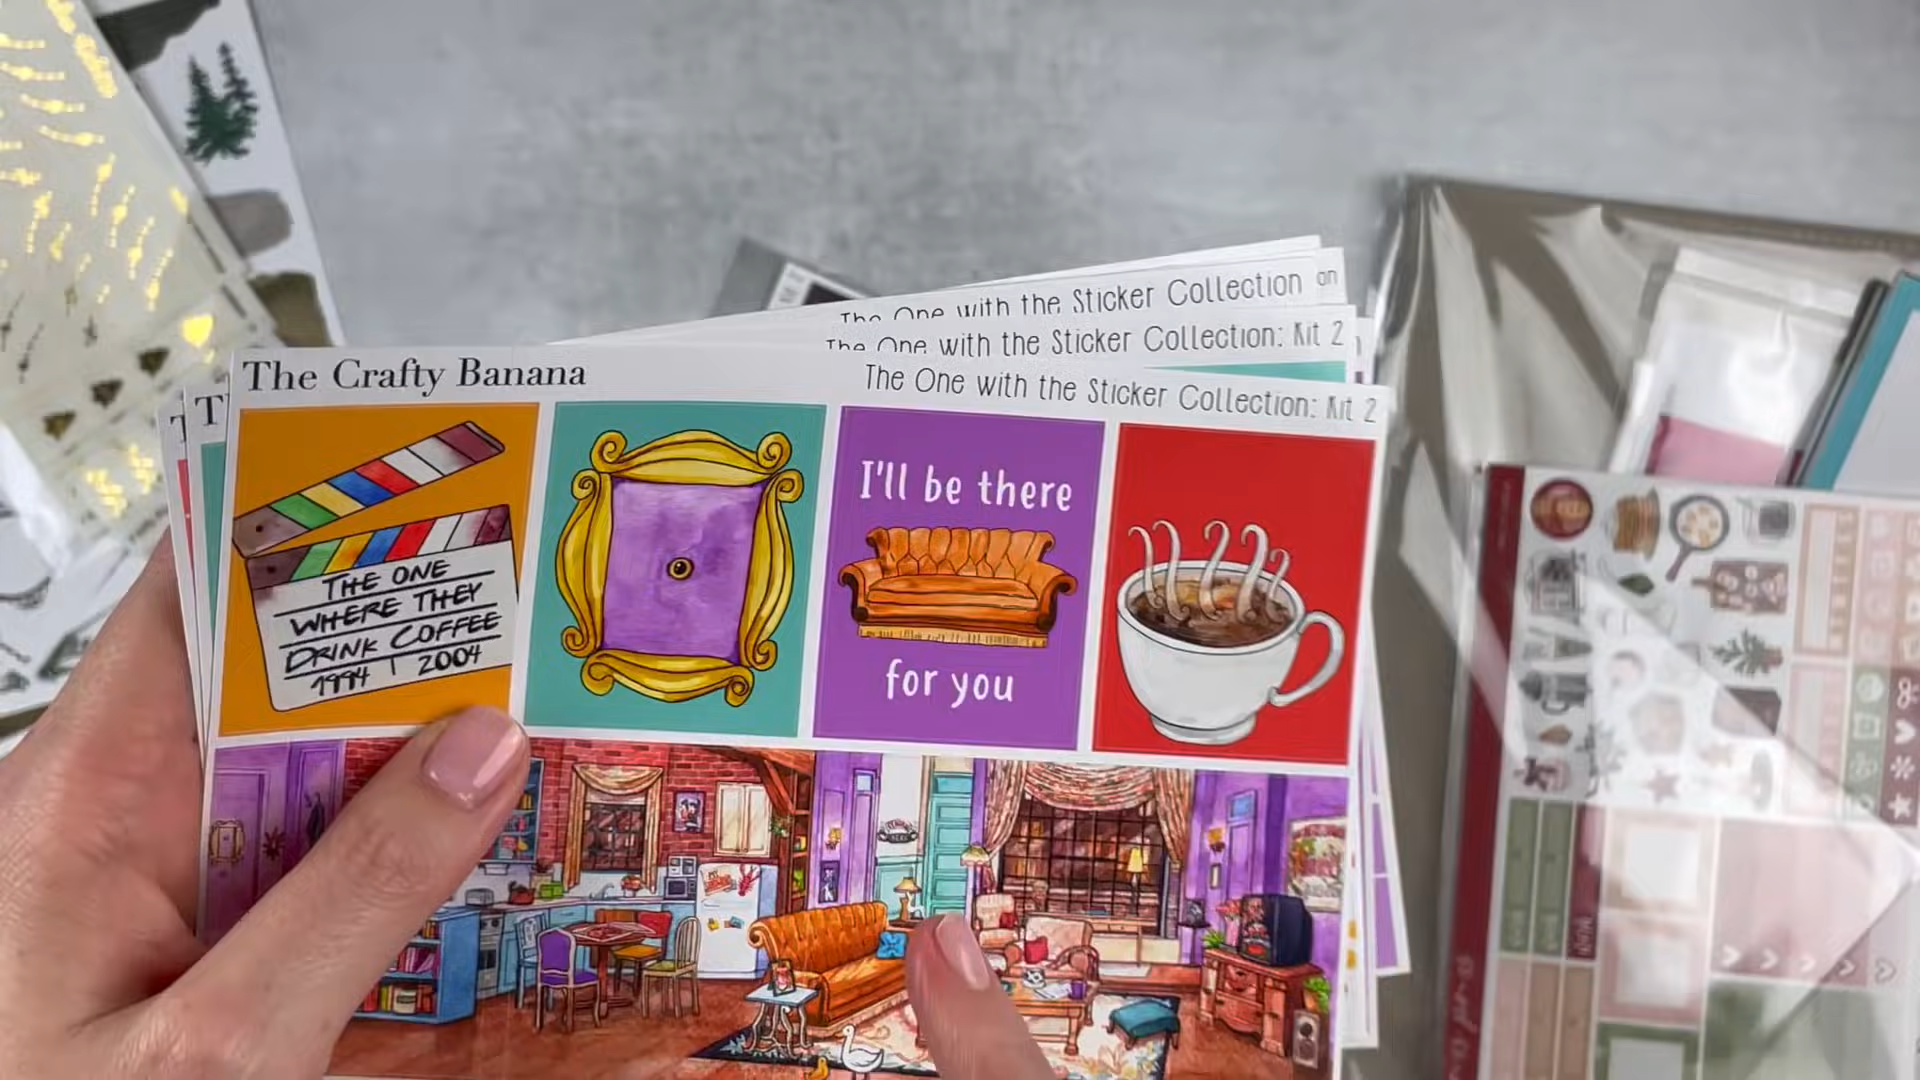 The One with the Sticker Collection on
The One with the Sticker Collection: Kit 2
The Crafty Banana
The One with the Sticker Collection: Kit 2
THE ONE
WHERE THEY
DRINK COFFEE
1994 | 2004
I'll be there
for you